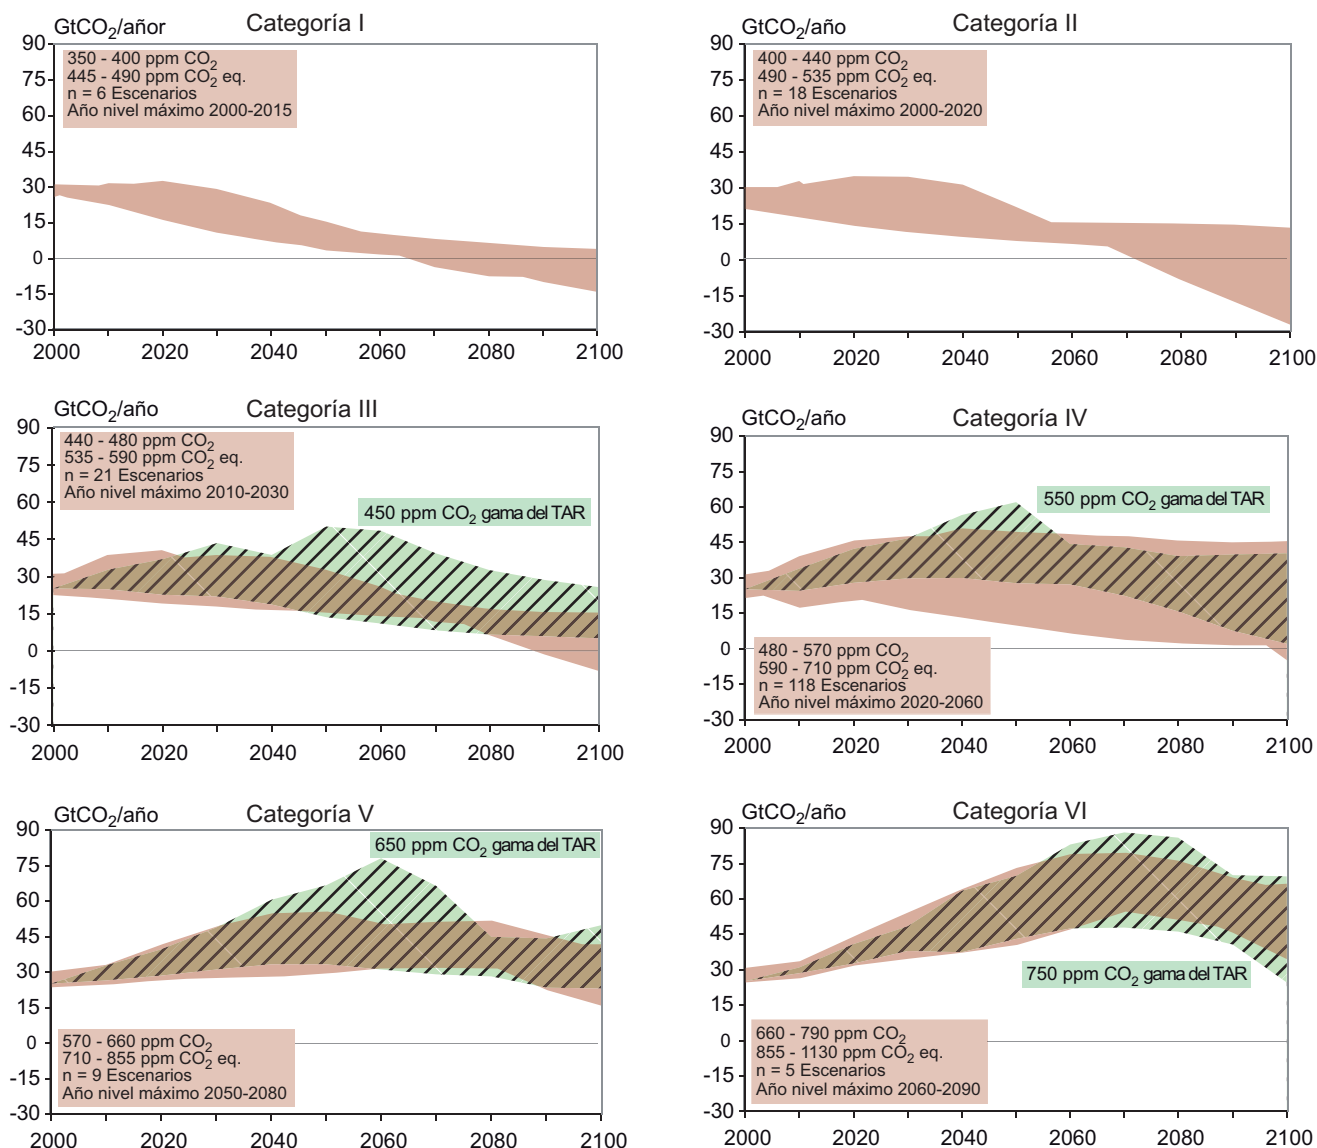 GtCO2/añor
Categoría I
90
350 - 400 ppm CO2
445 - 490 ppm CO2 eq.
n = 6 Escenarios
Año nivel máximo 2000-2015
75
60
45
30
15
0
-15
-30
2000
2020
2040
2060
2080
2100
GtCO2/año
Categoría II
90
400 - 440 ppm CO2
490 - 535 ppm CO2 eq.
n = 18 Escenarios
Año nivel máximo 2000-2020
75
60
45
30
15
0
-15
-30
2000
2020
2040
2060
2080
2100
GtCO2/año
Categoría III
90
440 - 480 ppm CO2
535 - 590 ppm CO2 eq.
n = 21 Escenarios
Año nivel máximo 2010-2030
450 ppm CO2 gama del TAR
75
60
45
30
15
0
-15
-30
2000
2020
2040
2060
2080
2100
GtCO2/año
Categoría IV
90
75
60
45
30
15
0
-15
-30
550 ppm CO2 gama del TAR
480 - 570 ppm CO2
590 - 710 ppm CO2 eq.
n = 118 Escenarios
Año nivel máximo 2020-2060
2000
2020
2040
2060
2080
2100
GtCO2/año
Categoría V
90
75
60
45
30
15
0
-15
-30
650 ppm CO2 gama del TAR
570 - 660 ppm CO2
710 - 855 ppm CO2 eq.
n = 9 Escenarios
Año nivel máximo 2050-2080
2000
2020
2040
2060
2080
2100
GtCO2/año
Categoría VI
90
75
60
45
30
15
0
-15
-30
750 ppm CO2 gama del TAR
660 - 790 ppm CO2
855 - 1130 ppm CO2 eq.
n = 5 Escenarios
Año nivel máximo 2060-2090
2000
2020
2040
2060
2080
2100